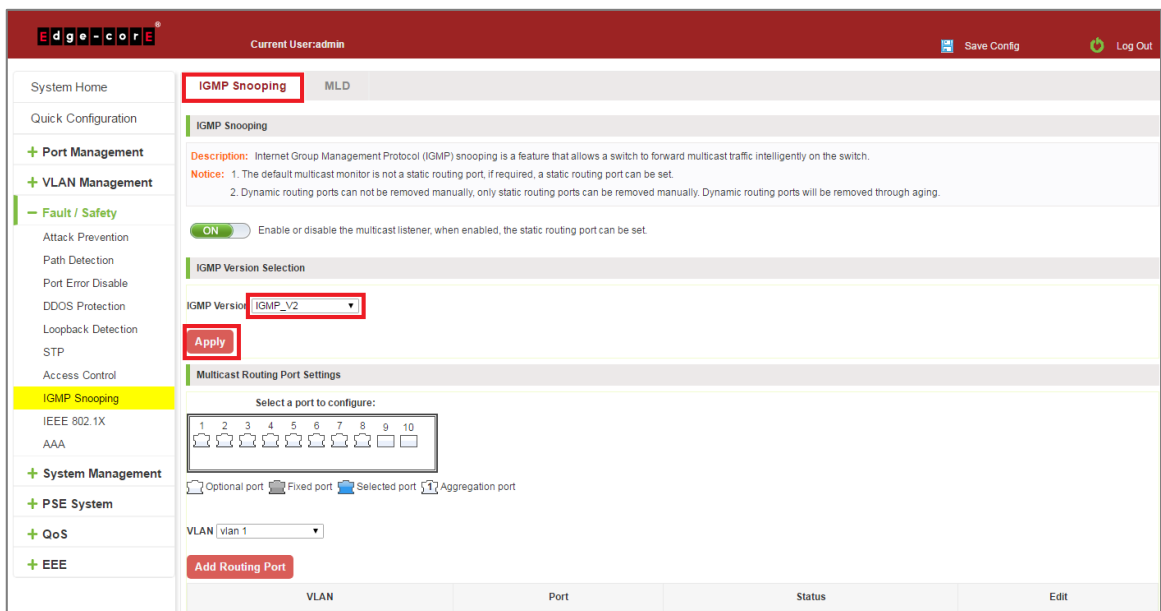 Edge-corE®
Current User:admin
Save Config
Log Out
System Home
Quick Configuration
+ Port Management
+ VLAN Management
− Fault / Safety
Attack Prevention
Path Detection
Port Error Disable
DDOS Protection
Loopback Detection
STP
Access Control
IGMP Snooping
IEEE 802.1X
AAA
+ System Management
+ PSE System
+ QoS
+ EEE
IGMP Snooping
MLD
IGMP Snooping
Description: Internet Group Management Protocol (IGMP) snooping is a feature that allows a switch to forward multicast traffic intelligently on the switch.
Notice: 1. The default multicast monitor is not a static routing port, if required, a static routing port can be set.
2. Dynamic routing ports can not be removed manually, only static routing ports can be removed manually. Dynamic routing ports will be removed through aging.
ON Enable or disable the multicast listener, when enabled, the static routing port can be set.
IGMP Version Selection
IGMP Version IGMP_V2
Apply
Multicast Routing Port Settings
Select a port to configure:
1 2 3 4 5 6 7 8 9 10
Optional port Fixed port Selected port 1 Aggregation port
VLAN vlan 1
Add Routing Port
VLAN Port Status Edit